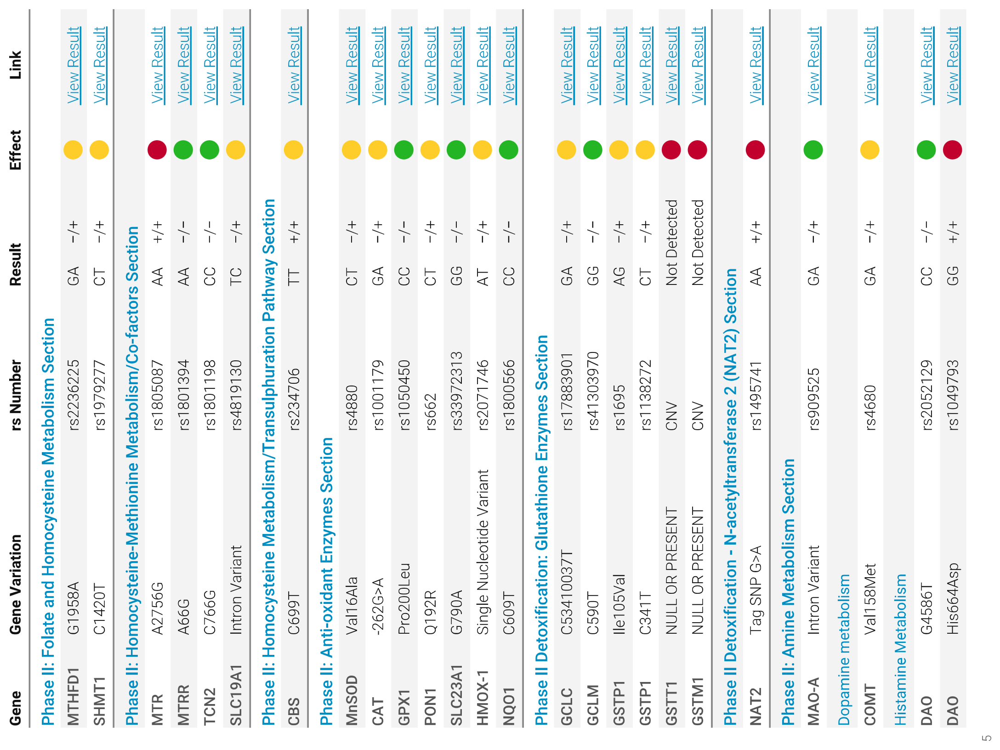 Gene Gene Variation rs Number Result Effect Link
Phase II: Folate and Homocysteine Metabolism Section
MTHFD1 G1958A rs2236225 GA −/+ View Result
SHMT1 C1420T rs1979277 CT −/+ View Result
Phase II: Homocysteine-Methionine Metabolism/Co-factors Section
MTR A2756G rs1805087 AA +/+ View Result
MTRR A66G rs1801394 AA −/− View Result
TCN2 C766G rs1801198 CC −/− View Result
SLC19A1 Intron Variant rs4819130 TC −/+ View Result
Phase II: Homocysteine Metabolism/Transulphuration Pathway Section
CBS C699T rs234706 TT +/+ View Result
Phase II: Anti-oxidant Enzymes Section
MnSOD Val16Ala rs4880 CT −/+ View Result
CAT -262G>A rs1001179 GA −/+ View Result
GPX1 Pro200Leu rs1050450 CC −/− View Result
PON1 Q192R rs662 CT −/+ View Result
SLC23A1 G790A rs33972313 GG −/− View Result
HMOX-1 Single Nucleotide Variant rs2071746 AT −/+ View Result
NQO1 C609T rs1800566 CC −/− View Result
Phase II Detoxification: Glutathione Enzymes Section
GCLC C53410037T rs17883901 GA −/+ View Result
GCLM C590T rs41303970 GG −/− View Result
GSTP1 Ile105Val rs1695 AG −/+ View Result
GSTP1 C341T rs1138272 CT −/+ View Result
GSTT1 NULL OR PRESENT CNV Not Detected View Result
GSTM1 NULL OR PRESENT CNV Not Detected View Result
Phase II Detoxification - N-acetyltransferase 2 (NAT2) Section
NAT2 Tag SNP G>A rs1495741 AA +/+ View Result
Phase II: Amine Metabolism Section
MAO-A Intron Variant rs909525 GA −/+ View Result
Dopamine metabolism
COMT Val158Met rs4680 GA −/+ View Result
Histamine Metabolism
DAO G4586T rs2052129 CC −/− View Result
DAO His664Asp rs1049793 GG +/+ View Result
5